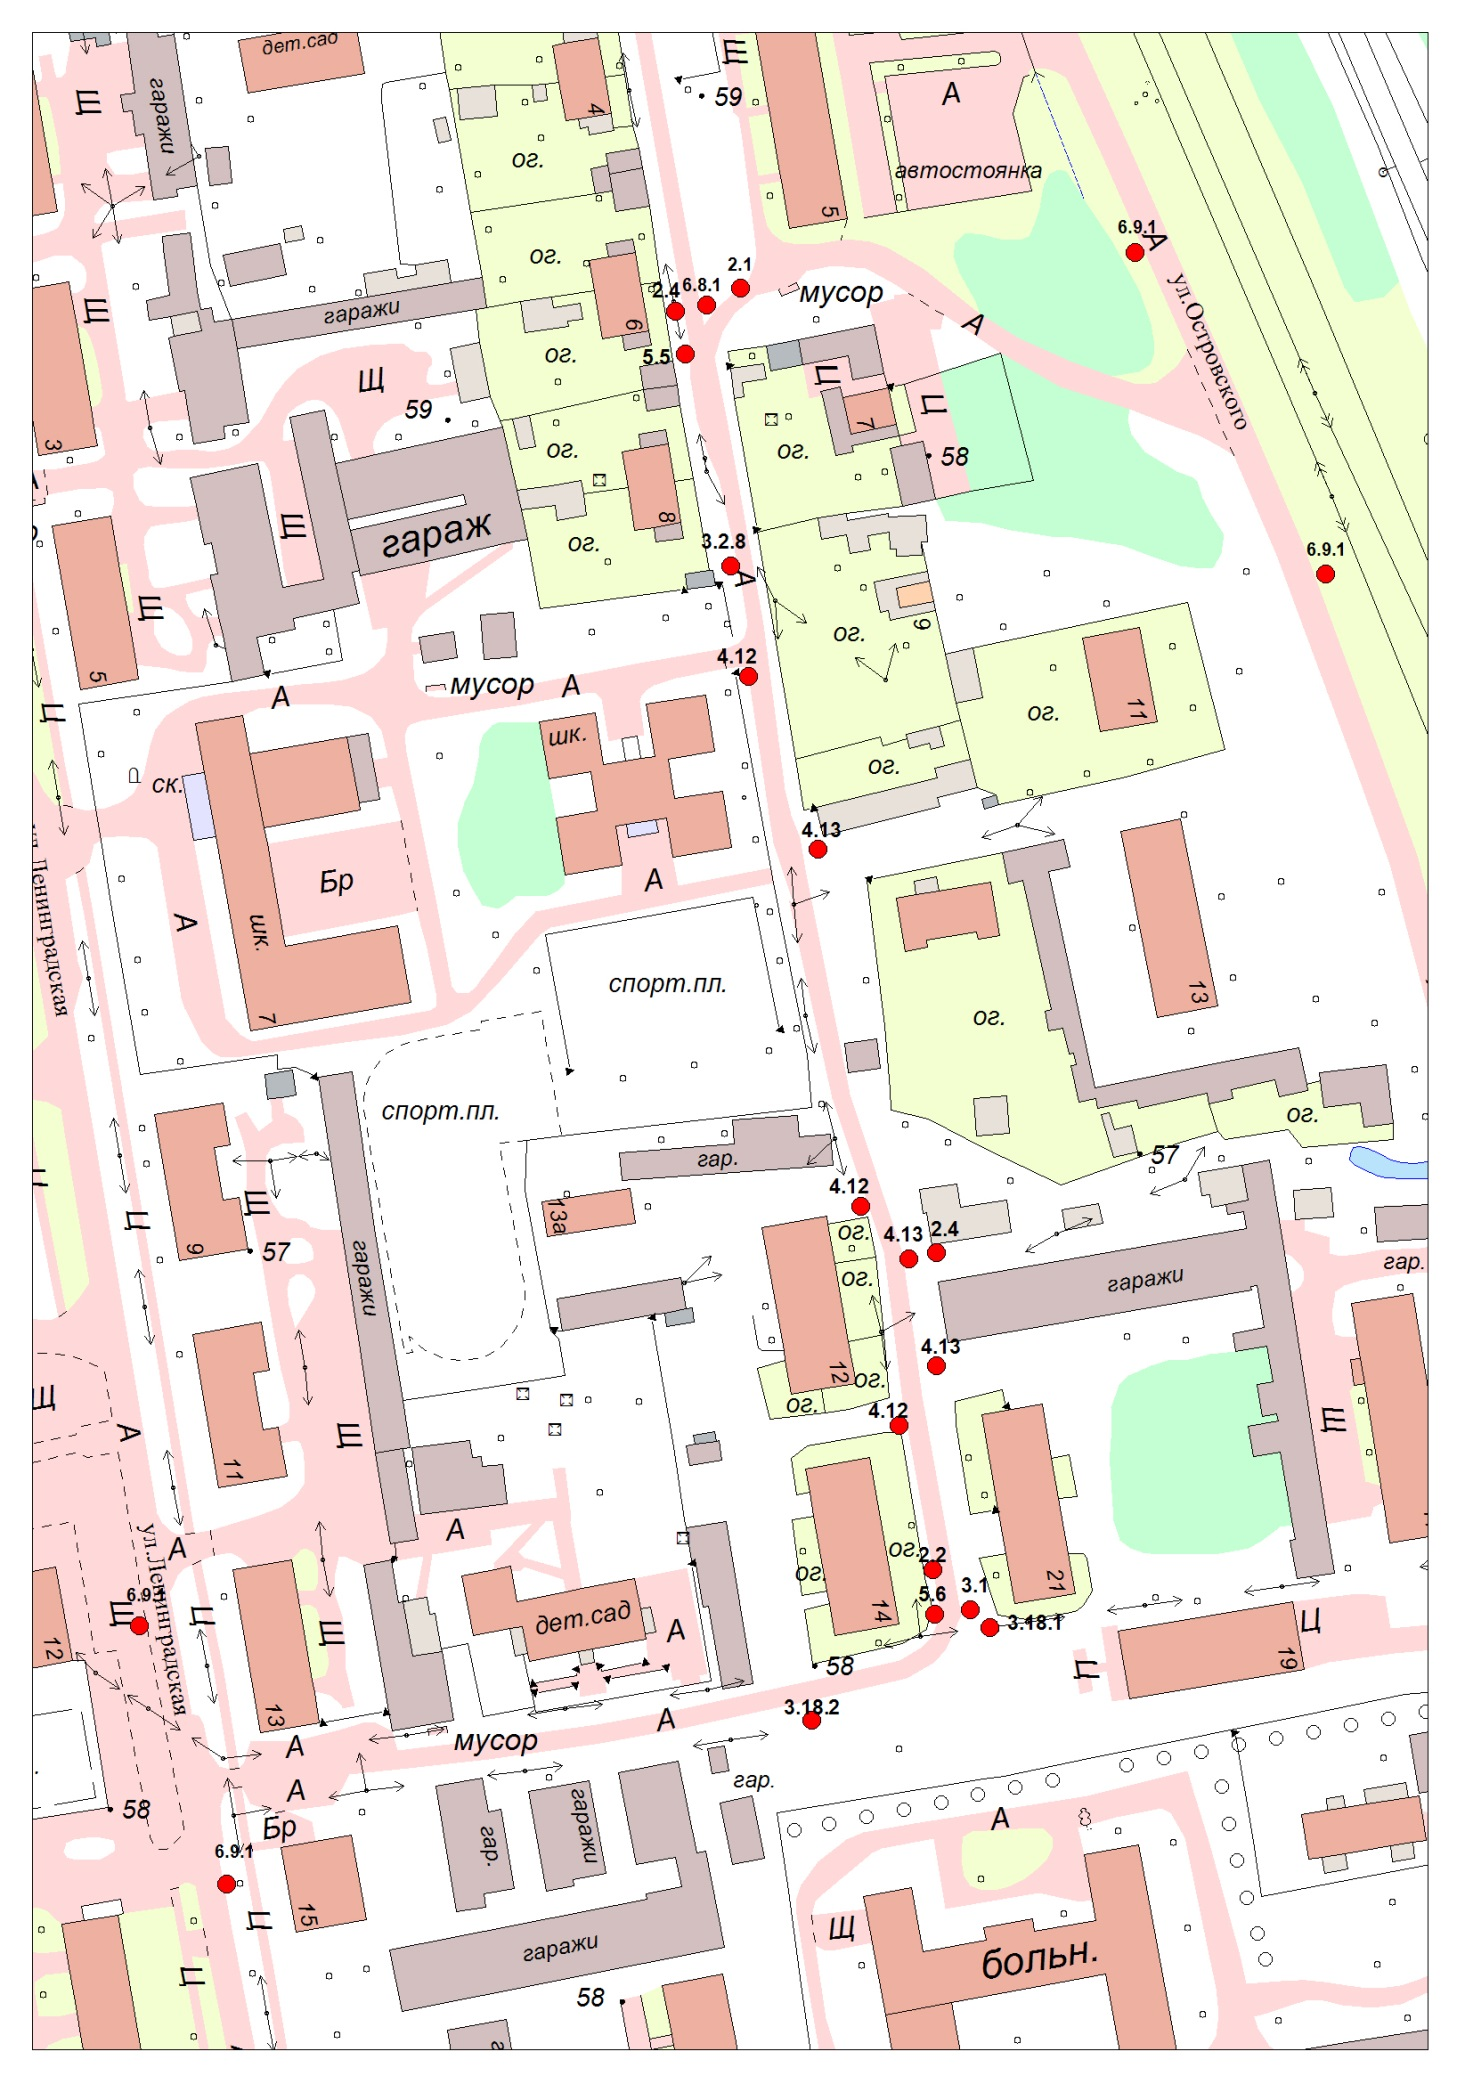 дет.сад
Щ
Щ
гаражи
4
59
А
ог.
автостоянка
5
6.9.1
А
ог.
2.1
6.8.1
2.4
мусор
ул.Островского
гаражи
6
А
Щ
5.5
ог.
Щ
59
Ц
Ц
7
3
ог.
ог.
58
Щ
гараж
8
ог.
3.2.8
А
6.9.1
Щ
9
ог.
5
4.12
мусор
А
А
Ц
11
ог.
шк.
ск.
ог.
4.13
ул.Ленинградская
Бр
А
А
шк.
7
спорт.пл.
13
ог.
спорт.пл.
ог.
гар.
57
4.12
13а
Щ
Ц
9
57
ог.
4.13
2.4
гаражи
ог.
гаражи
гар.
4.13
12
ог.
ог.
Щ
А
4.12
Щ
Щ
11
А
А
ул.Ленинградская
ог.
ог.
2.2
21
6.9.1
5.6
3.1
3.18.1
Щ
Ц
Щ
дет.сад
А
14
Ц
12
58
19
Ц
13
3.18.2
А
мусор
А
А
58
гар.
Бр
гар.
гаражи
А
6.9.1
15
Ц
Щ
гаражи
больн.
Ц
58